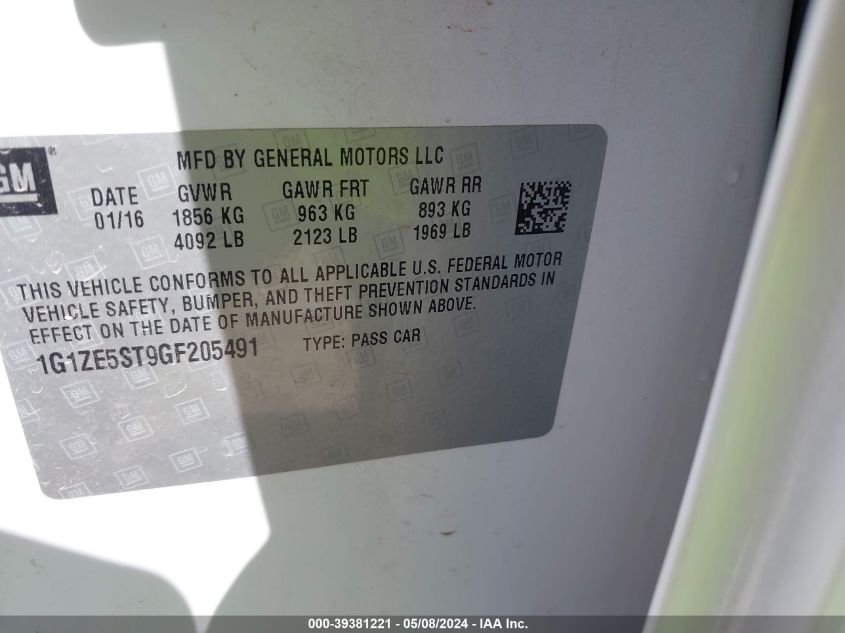 GM
MFD BY GENERAL MOTORS LLC
DATE GVWR GAWR FRT GAWR RR
01/16 1856 KG 963 KG 893 KG
4092 LB 2123 LB 1969 LB
THIS VEHICLE CONFORMS TO ALL APPLICABLE U.S. FEDERAL MOTOR
VEHICLE SAFETY, BUMPER, AND THEFT PREVENTION STANDARDS IN
EFFECT ON THE DATE OF MANUFACTURE SHOWN ABOVE.
1G1ZE5ST9GF205491 TYPE: PASS CAR
000-39381221 - 05/08/2024 - IAA Inc.